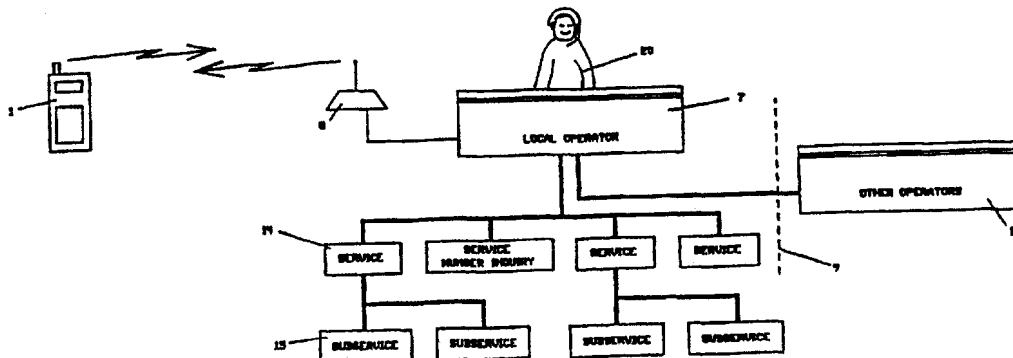 20
7
1
8
LOCAL OPERATOR
OTHER OPERATORS
14
SERVICE
SERVICE
NUMBER INQUIRY
SERVICE
SERVICE
9
15
SUBSERVICE
SUBSERVICE
SUBSERVICE
SUBSERVICE